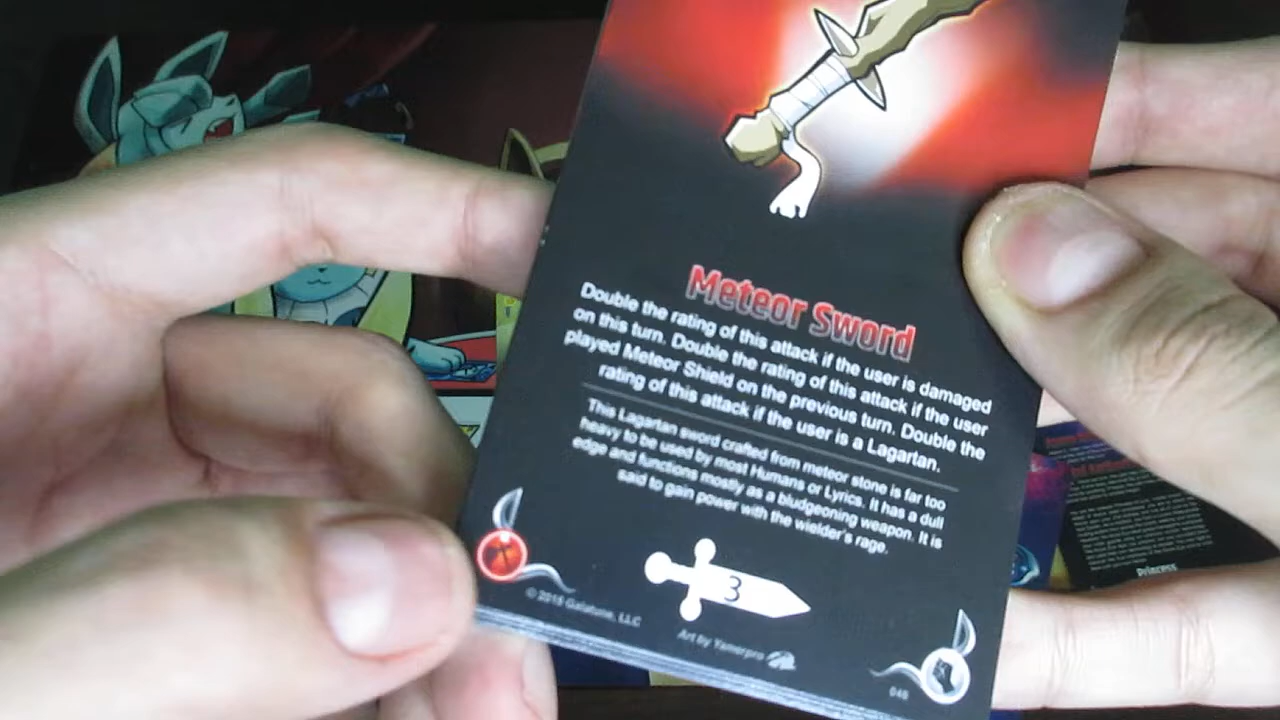 Meteor Sword
Double the rating of this attack if the user is damaged
on this turn. Double the rating of this attack if the user
played Meteor Shield on the previous turn. Double the
rating of this attack if the user is a Lagartan.
This Lagartan sword crafted from meteor stone is far too
heavy to be used by most Humans or Lyrics. It has a dull
edge and functions mostly as a bludgeoning weapon. It is
said to gain power with the wielder's rage.
3
© 2015 Galatune, LLC
Art by Yamerpro
046
Princess